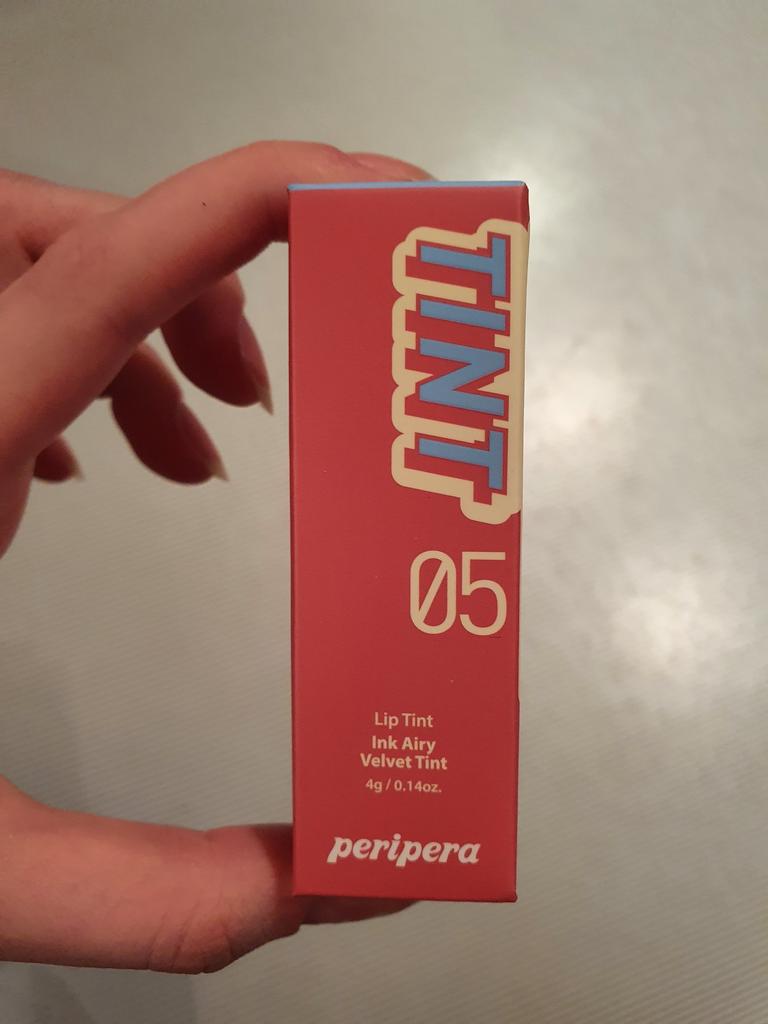 TINT
05
Lip Tint
Ink Airy
Velvet Tint
4g / 0.14oz.
peripera